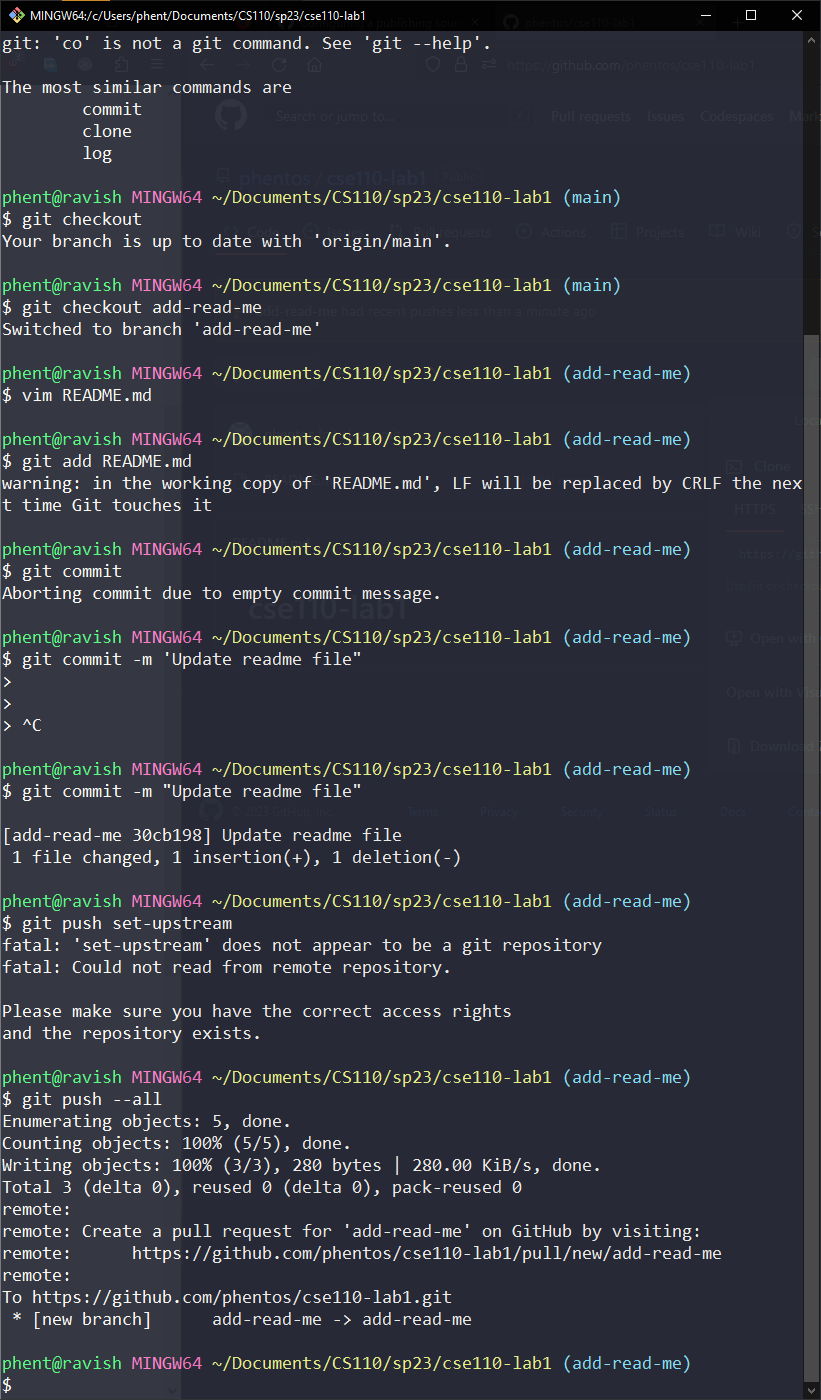 MINGW64:/c/Users/phent/Documents/CS110/sp23/cse110-lab1
git: 'co' is not a git command. See 'git --help'.
The most similar commands are
commit
clone
log
phent@ravish MINGW64 ~/Documents/CS110/sp23/cse110-lab1 (main)
$ git checkout
Your branch is up to date with 'origin/main'.
phent@ravish MINGW64 ~/Documents/CS110/sp23/cse110-lab1 (main)
$ git checkout add-read-me
Switched to branch 'add-read-me'
phent@ravish MINGW64 ~/Documents/CS110/sp23/cse110-lab1 (add-read-me)
$ vim README.md
phent@ravish MINGW64 ~/Documents/CS110/sp23/cse110-lab1 (add-read-me)
$ git add README.md
warning: in the working copy of 'README.md', LF will be replaced by CRLF the nex
t time Git touches it
phent@ravish MINGW64 ~/Documents/CS110/sp23/cse110-lab1 (add-read-me)
$ git commit
Aborting commit due to empty commit message.
phent@ravish MINGW64 ~/Documents/CS110/sp23/cse110-lab1 (add-read-me)
$ git commit -m 'Update readme file"
>
>
> ^C
phent@ravish MINGW64 ~/Documents/CS110/sp23/cse110-lab1 (add-read-me)
$ git commit -m "Update readme file"
[add-read-me 30cb198] Update readme file
1 file changed, 1 insertion(+), 1 deletion(-)
phent@ravish MINGW64 ~/Documents/CS110/sp23/cse110-lab1 (add-read-me)
$ git push set-upstream
fatal: 'set-upstream' does not appear to be a git repository
fatal: Could not read from remote repository.
Please make sure you have the correct access rights
and the repository exists.
phent@ravish MINGW64 ~/Documents/CS110/sp23/cse110-lab1 (add-read-me)
$ git push --all
Enumerating objects: 5, done.
Counting objects: 100% (5/5), done.
Writing objects: 100% (3/3), 280 bytes | 280.00 KiB/s, done.
Total 3 (delta 0), reused 0 (delta 0), pack-reused 0
remote:
remote: Create a pull request for 'add-read-me' on GitHub by visiting:
remote:      https://github.com/phentos/cse110-lab1/pull/new/add-read-me
remote:
To https://github.com/phentos/cse110-lab1.git
* [new branch]      add-read-me -> add-read-me
phent@ravish MINGW64 ~/Documents/CS110/sp23/cse110-lab1 (add-read-me)
$